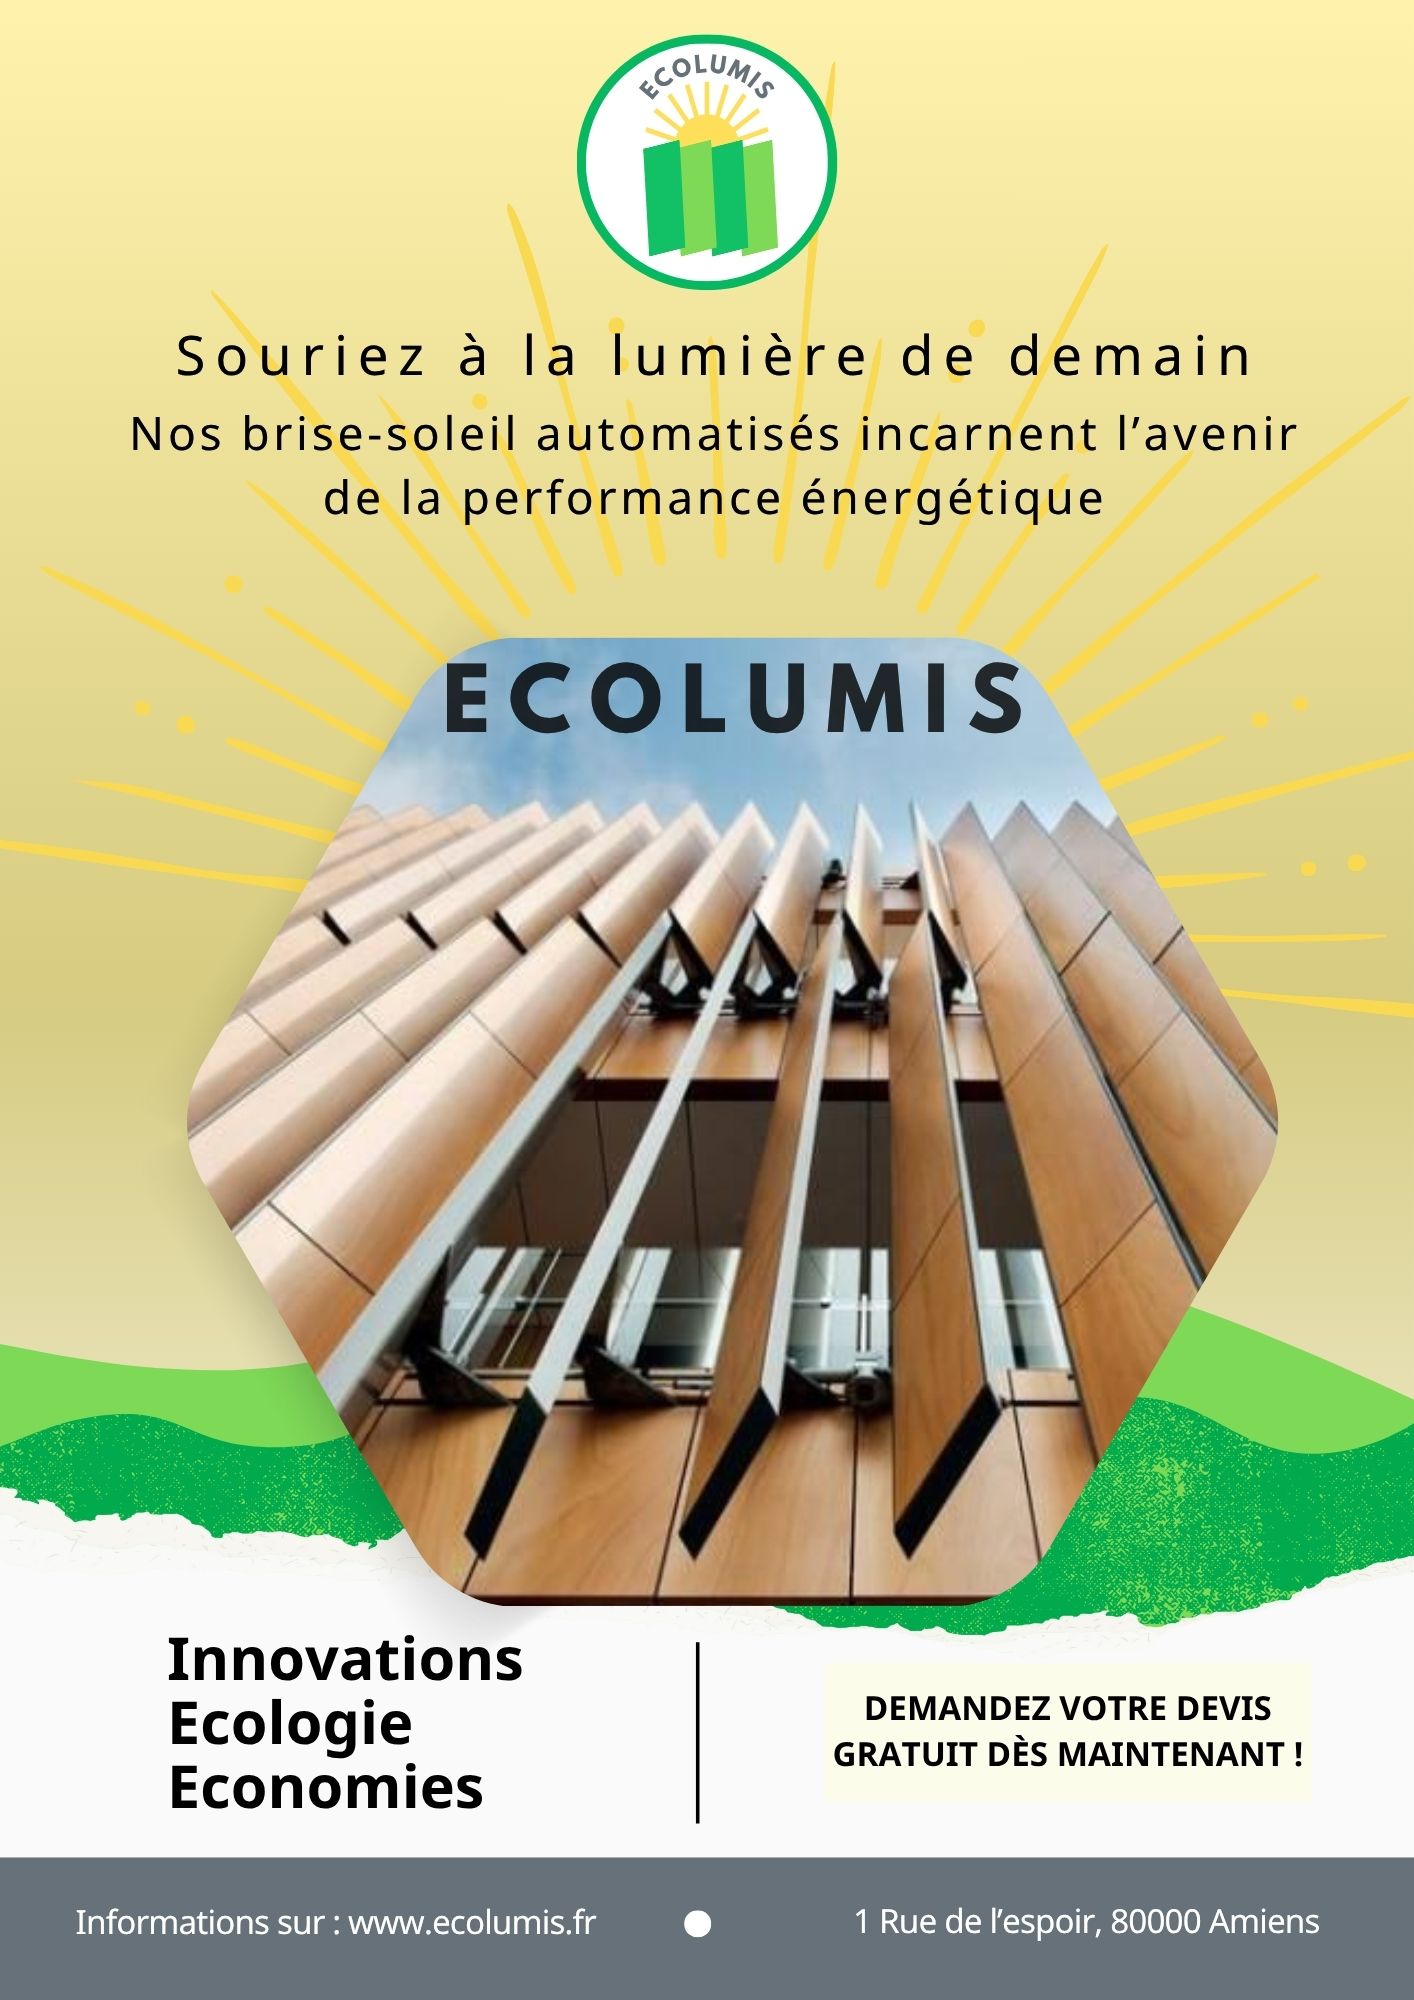 ECOLUMIS
Souriez à la lumière de demain
Nos brise-soleil automatisés incarnent l’avenir
de la performance énergétique
ECOLUMIS
Innovations
Ecologie
Economies
DEMANDEZ VOTRE DEVIS
GRATUIT DÈS MAINTENANT !
Informations sur : www.ecolumis.fr
1 Rue de l’espoir, 80000 Amiens